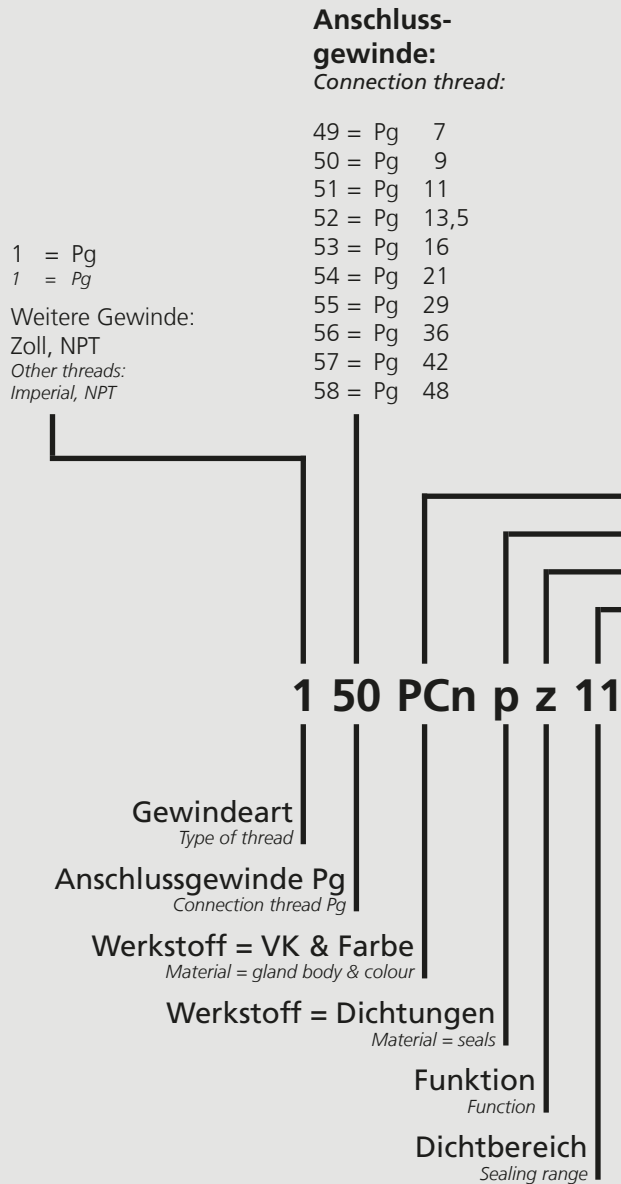 Anschluss-
gewinde:
Connection thread:
49 = Pg 7
50 = Pg 9
51 = Pg 11
52 = Pg 13,5
53 = Pg 16
54 = Pg 21
55 = Pg 29
56 = Pg 36
57 = Pg 42
58 = Pg 48
1 = Pg
1 = Pg
Weitere Gewinde:
Zoll, NPT
Other threads:
Imperial, NPT
1 50 PCn p z 11
Gewindeart
Type of thread
Anschlussgewinde Pg
Connection thread Pg
Werkstoff = VK & Farbe
Material = gland body & colour
Werkstoff = Dichtungen
Material = seals
Funktion
Function
Dichtbereich
Sealing range